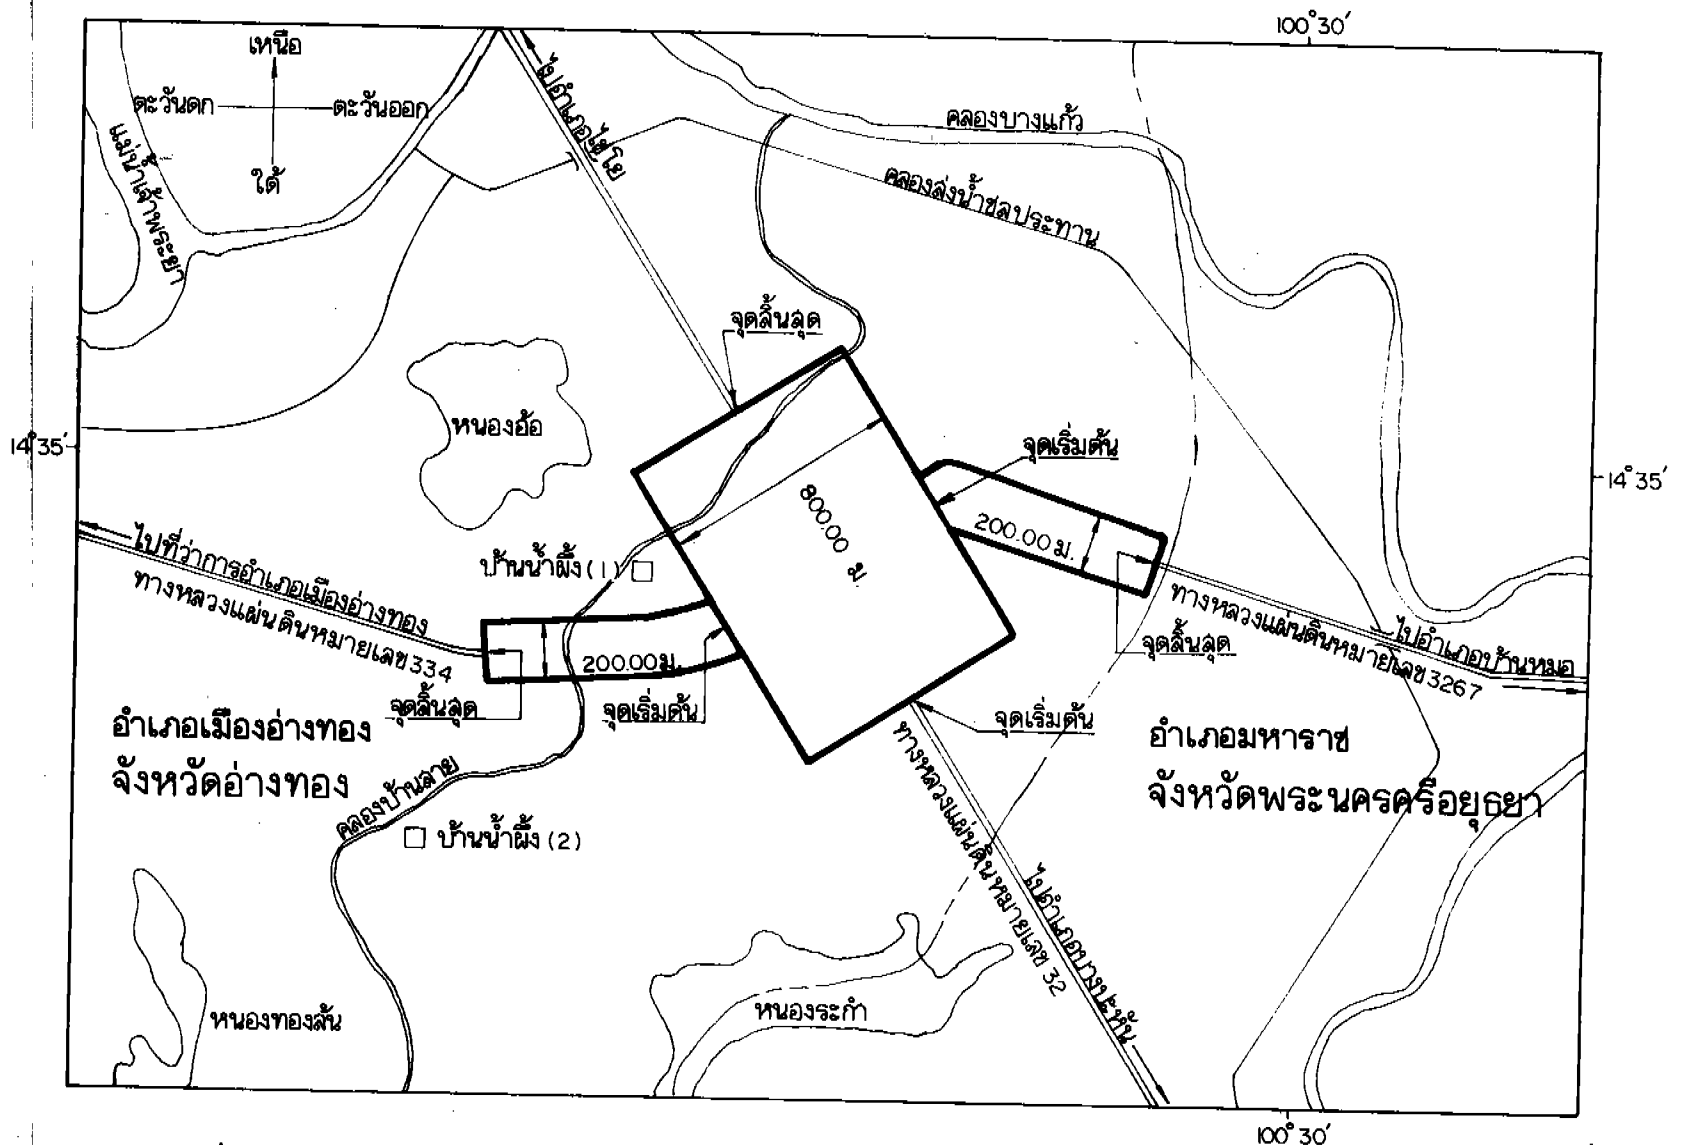 100°30′
เหนือ
ตะวันตก
ตะวันออก
ใต้
แม่น้ำเจ้าพระยา
ไปอำเภอไชโย
คลองบางแก้ว
คลองส่งน้ำชลประทาน
จุดสิ้นสุด
หนองอ้อ
จุดเริ่มต้น
14°35′
14°35′
800.00 ม.
200.00 ม.
ไปที่ว่าการอำเภอเมืองอ่างทอง
ทางหลวงแผ่นดินหมายเลข 334
บ้านน้ำผึ้ง (1)
200.00 ม.
จุดสิ้นสุด
จุดเริ่มต้น
จุดเริ่มต้น
จุดสิ้นสุด
ทางหลวงแผ่นดินหมายเลข 3267
ไปอำเภอบ้านหมอ
อำเภอเมืองอ่างทอง
จังหวัดอ่างทอง
อำเภอมหาราช
จังหวัดพระนครศรีอยุธยา
คลองบ้านลาย
บ้านน้ำผึ้ง (2)
ทางหลวงแผ่นดินหมายเลข 32
ไปอำเภอบางปะหัน
หนองทองล้น
หนองระกำ
100°30′